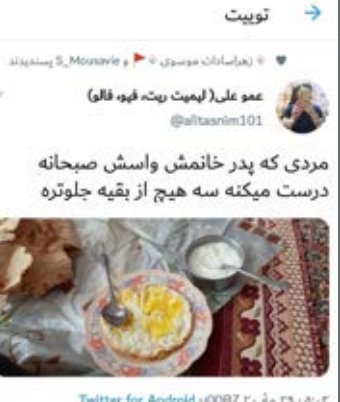 توییت
زهراسادات موسوی و S_Mousavie پسندیدند
عمو علی( لیمیت ریت، فیو، فالو)
@alitasnim101
مردی که پدر خانمش واسش صبحانه
درست میکنه سه هیچ از بقیه جلوتره
Twitter for Android